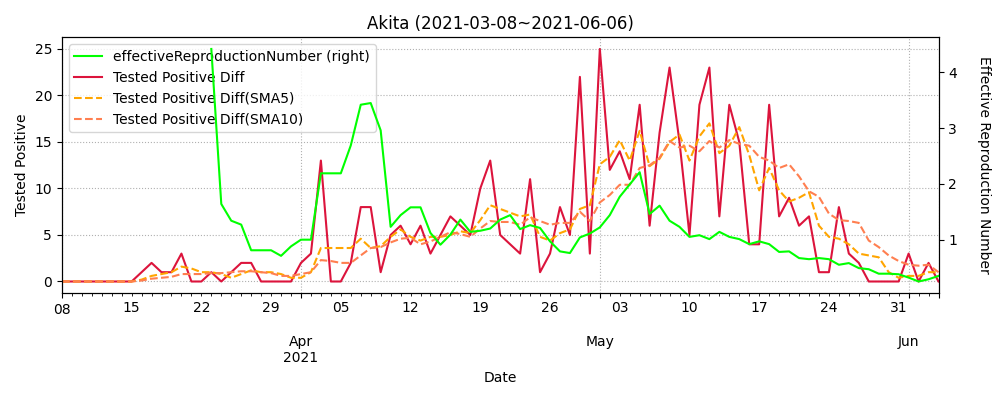 Akita (2021-03-08~2021-06-06)
effectiveReproductionNumber (right)
Tested Positive Diff
Tested Positive Diff(SMA5)
Tested Positive Diff(SMA10)
Tested Positive
25
20
15
10
5
0
Effective Reproduction Number
4
3
2
1
08 15 22 29 05 12 19 26 03 10 17 24 31
Apr May Jun
2021
Date